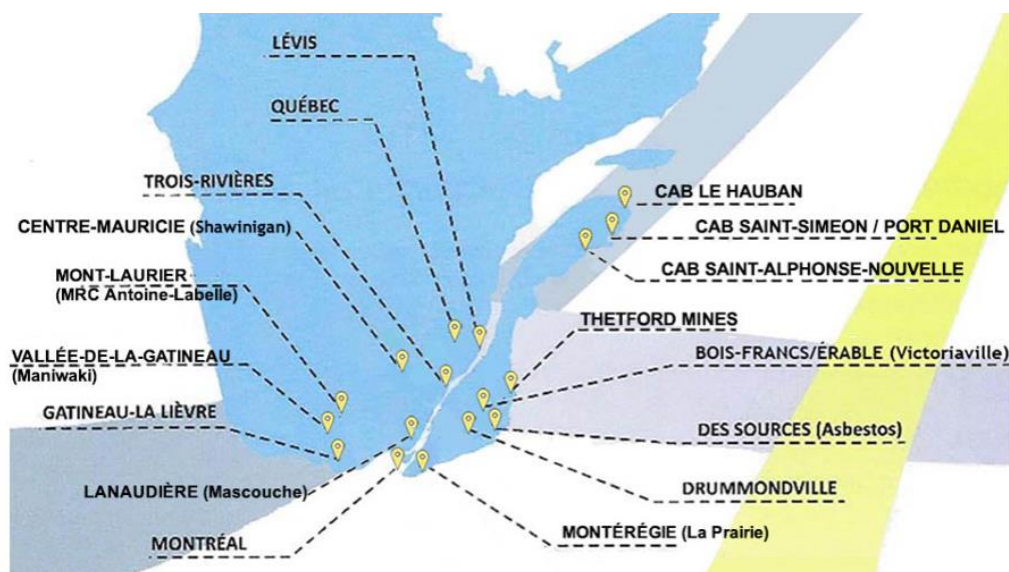 LÉVIS
QUÉBEC
TROIS-RIVIÈRES
CENTRE-MAURICIE (Shawinigan)
MONT-LAURIER
(MRC Antoine-Labelle)
VALLÉE-DE-LA-GATINEAU
(Maniwaki)
GATINEAU-LA LIÈVRE
LANAUDIÈRE (Mascouche)
MONTRÉAL
CAB LE HAUBAN
CAB SAINT-SIMEON / PORT DANIEL
CAB SAINT-ALPHONSE-NOUVELLE
THETFORD MINES
BOIS-FRANCS/ÉRABLE (Victoriaville)
DES SOURCES (Asbestos)
DRUMMONDVILLE
MONTÉRÉGIE (La Prairie)